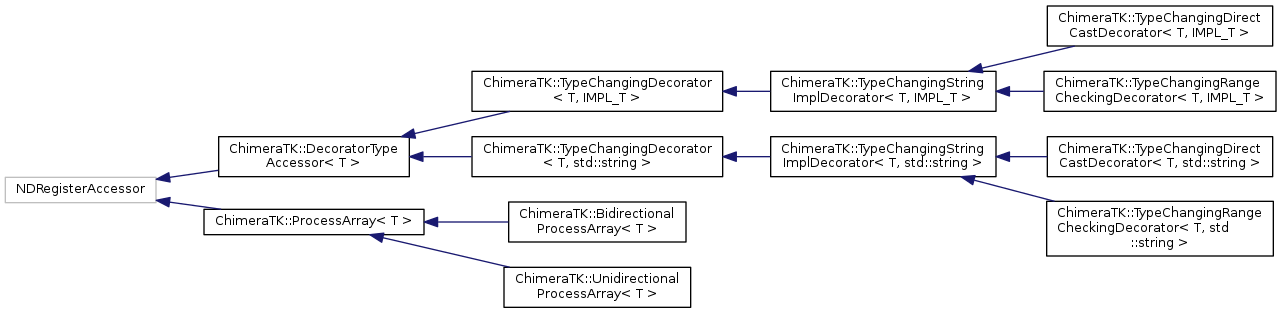 NDRegisterAccessor
ChimeraTK::DecoratorType
Accessor< T >
ChimeraTK::ProcessArray< T >
ChimeraTK::TypeChangingDecorator
< T, IMPL_T >
ChimeraTK::TypeChangingDecorator
< T, std::string >
ChimeraTK::Bidirectional
ProcessArray< T >
ChimeraTK::Unidirectional
ProcessArray< T >
ChimeraTK::TypeChangingString
ImplDecorator< T, IMPL_T >
ChimeraTK::TypeChangingString
ImplDecorator< T, std::string >
ChimeraTK::TypeChangingDirect
CastDecorator< T, IMPL_T >
ChimeraTK::TypeChangingRange
CheckingDecorator< T, IMPL_T >
ChimeraTK::TypeChangingDirect
CastDecorator< T, std::string >
ChimeraTK::TypeChangingRange
CheckingDecorator< T, std
::string >